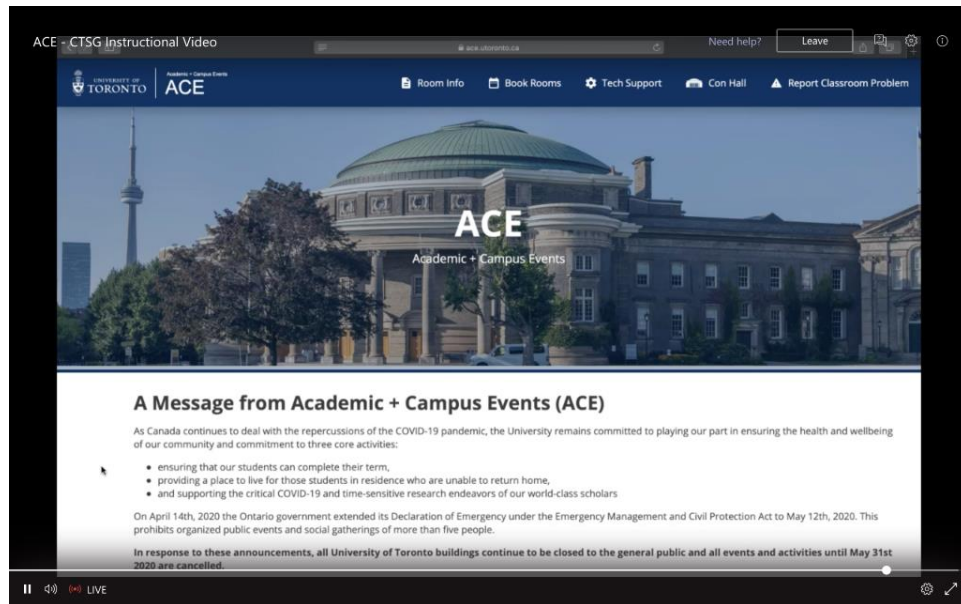 ACE - CTSG Instructional Video
ace.utoronto.ca
Need help?
Leave
UNIVERSITY OF
TORONTO
Academic + Campus Events
ACE
Room Info
Book Rooms
Tech Support
Con Hall
Report Classroom Problem
ACE
Academic + Campus Events
A Message from Academic + Campus Events (ACE)
As Canada continues to deal with the repercussions of the COVID-19 pandemic, the University remains committed to playing our part in ensuring the health and wellbeing
of our community and commitment to three core activities:
• ensuring that our students can complete their term,
• providing a place to live for those students in residence who are unable to return home,
• and supporting the critical COVID-19 and time-sensitive research endeavors of our world-class scholars
On April 14th, 2020 the Ontario government extended its Declaration of Emergency under the Emergency Management and Civil Protection Act to May 12th, 2020. This
prohibits organized public events and social gatherings of more than five people.
In response to these announcements, all University of Toronto buildings continue to be closed to the general public and all events and activities until May 31st
2020 are cancelled.
LIVE